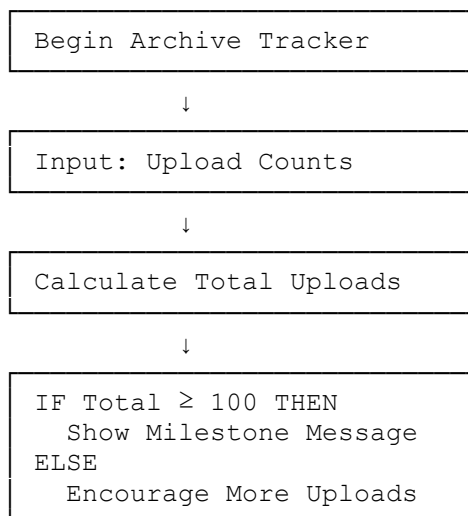 Begin Archive Tracker
↓
Input: Upload Counts
↓
Calculate Total Uploads
↓
IF Total ≥ 100 THEN
Show Milestone Message
ELSE
Encourage More Uploads